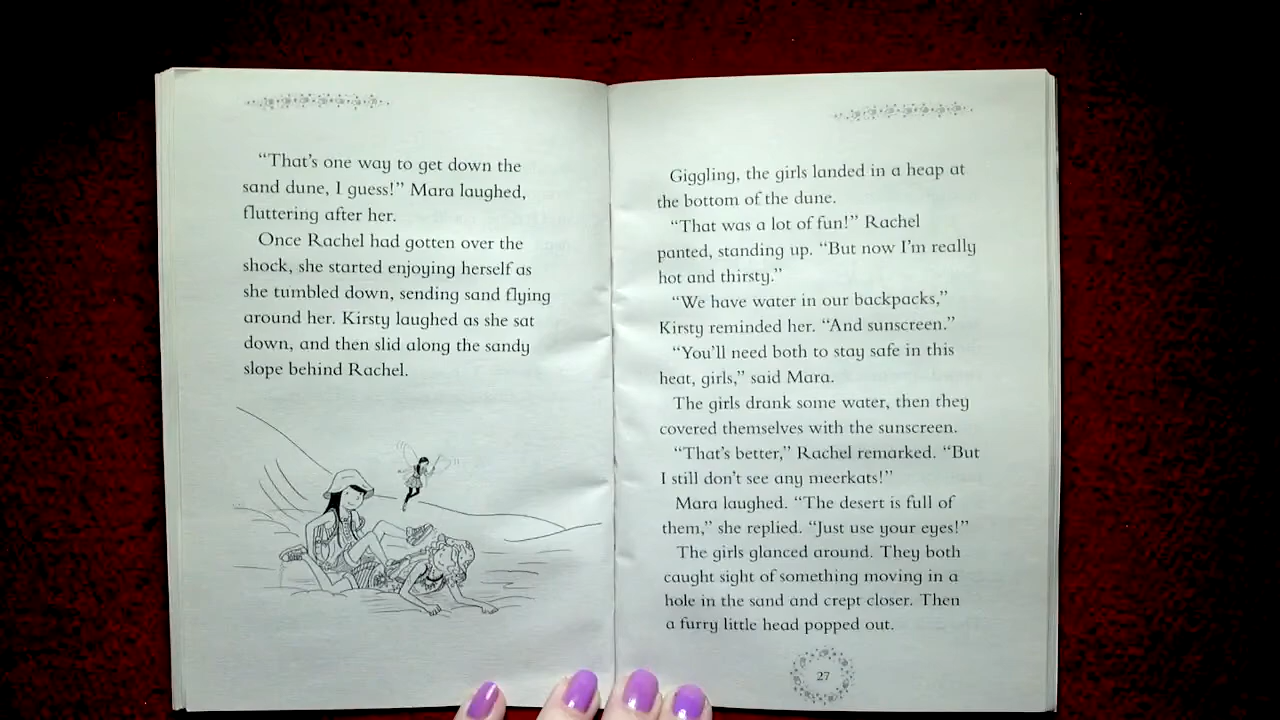 “That’s one way to get down the
sand dune, I guess!” Mara laughed,
fluttering after her.
Once Rachel had gotten over the
shock, she started enjoying herself as
she tumbled down, sending sand flying
around her. Kirsty laughed as she sat
down, and then slid along the sandy
slope behind Rachel.
Giggling, the girls landed in a heap at
the bottom of the dune.
“That was a lot of fun!” Rachel
panted, standing up. “But now I’m really
hot and thirsty.”
“We have water in our backpacks,”
Kirsty reminded her. “And sunscreen.”
“You’ll need both to stay safe in this
heat, girls,” said Mara.
The girls drank some water, then they
covered themselves with the sunscreen.
“That’s better,” Rachel remarked. “But
I still don’t see any meerkats!”
Mara laughed. “The desert is full of
them,” she replied. “Just use your eyes!”
The girls glanced around. They both
caught sight of something moving in a
hole in the sand and crept closer. Then
a furry little head popped out.
27